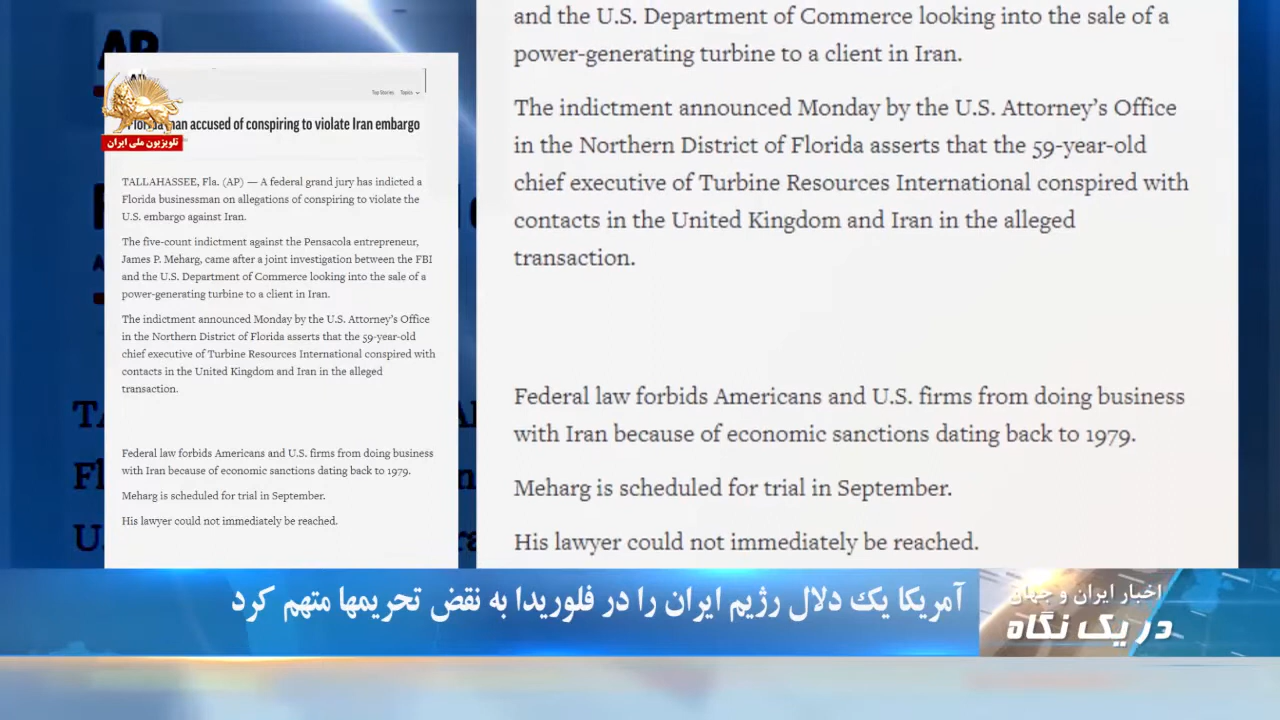 AP
Top Stories Topics
Florida man accused of conspiring to violate Iran embargo
تلویزیون ملی ایران
TALLAHASSEE, Fla. (AP) — A federal grand jury has indicted a
Florida businessman on allegations of conspiring to violate the
U.S. embargo against Iran.
The five-count indictment against the Pensacola entrepreneur,
James P. Meharg, came after a joint investigation between the FBI
and the U.S. Department of Commerce looking into the sale of a
power-generating turbine to a client in Iran.
The indictment announced Monday by the U.S. Attorney’s Office
in the Northern District of Florida asserts that the 59-year-old
chief executive of Turbine Resources International conspired with
contacts in the United Kingdom and Iran in the alleged
transaction.
Federal law forbids Americans and U.S. firms from doing business
with Iran because of economic sanctions dating back to 1979.
Meharg is scheduled for trial in September.
His lawyer could not immediately be reached.
and the U.S. Department of Commerce looking into the sale of a
power-generating turbine to a client in Iran.
The indictment announced Monday by the U.S. Attorney’s Office
in the Northern District of Florida asserts that the 59-year-old
chief executive of Turbine Resources International conspired with
contacts in the United Kingdom and Iran in the alleged
transaction.
Federal law forbids Americans and U.S. firms from doing business
with Iran because of economic sanctions dating back to 1979.
Meharg is scheduled for trial in September.
His lawyer could not immediately be reached.
اخبار ایران و جهان
در یک نگاه
آمریکا یک دلال رژیم ایران را در فلوریدا به نقض تحریمها متهم کرد